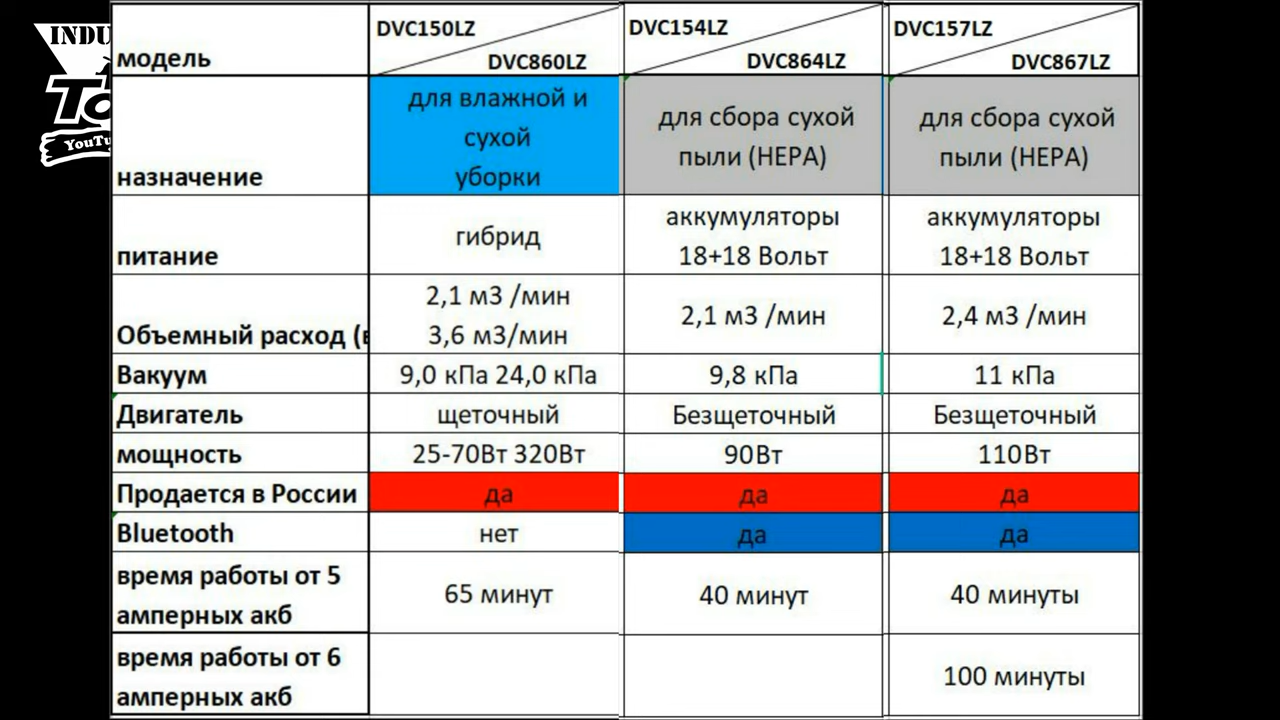 INDU
To
YouTu
модель
DVC150LZ
DVC860LZ
DVC154LZ
DVC864LZ
DVC157LZ
DVC867LZ
назначение
для влажной и
сухой
уборки
для сбора сухой
пыли (HEPA)
для сбора сухой
пыли (HEPA)
питание
гибрид
аккумуляторы
18+18 Вольт
аккумуляторы
18+18 Вольт
Объемный расход (в
2,1 м3 /мин
3,6 м3/мин
2,1 м3 /мин
2,4 м3 /мин
Вакуум
9,0 кПа 24,0 кПа
9,8 кПа
11 кПа
Двигатель
щеточный
Безщеточный
Безщеточный
мощность
25-70Вт 320Вт
90Вт
110Вт
Продается в России
да
да
да
Bluetooth
нет
да
да
время работы от 5
амперных акб
65 минут
40 минут
40 минуты
время работы от 6
амперных акб
100 минуты